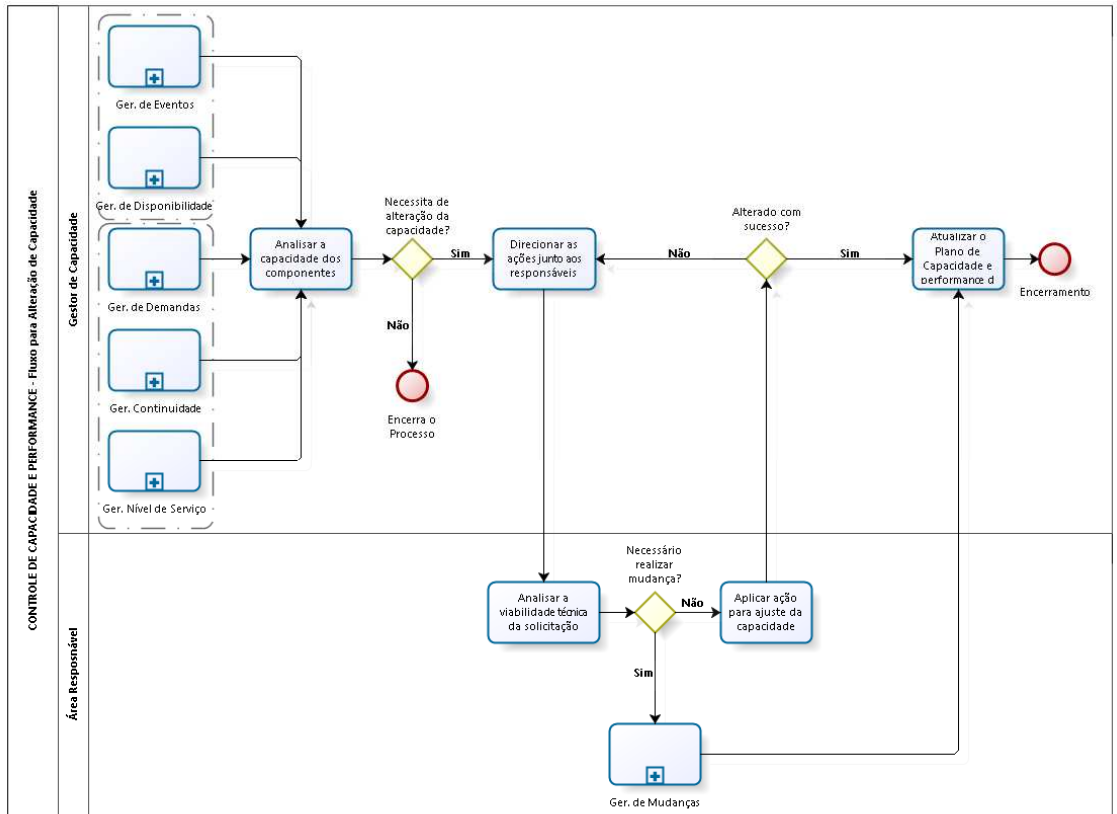 CONTROLE DE CAPACIDADE E PERFORMANCE - Fluxo para Alteração de Capacidade
Gestor de Capacidade
Ger. de Eventos
Ger. de Disponibilidade
Ger. de Demandas
Ger. Continuidade
Ger. Nível de Serviço
Analisar a
capacidade dos
componentes
Necessita de
alteração da
capacidade?
Sim
Não
Encerra o
Processo
Direcionar as
ações junto aos
responsáveis
Não
Alterado com
sucesso?
Sim
Atualizar o
Plano de
Capacidade e
performance d
Encerramento
Área Resposnável
Analisar a
viabilidade técnica
da solicitação
Necessário
realizar
mudança?
Não
Sim
Aplicar ação
para ajuste da
capacidade
Ger. de Mudanças